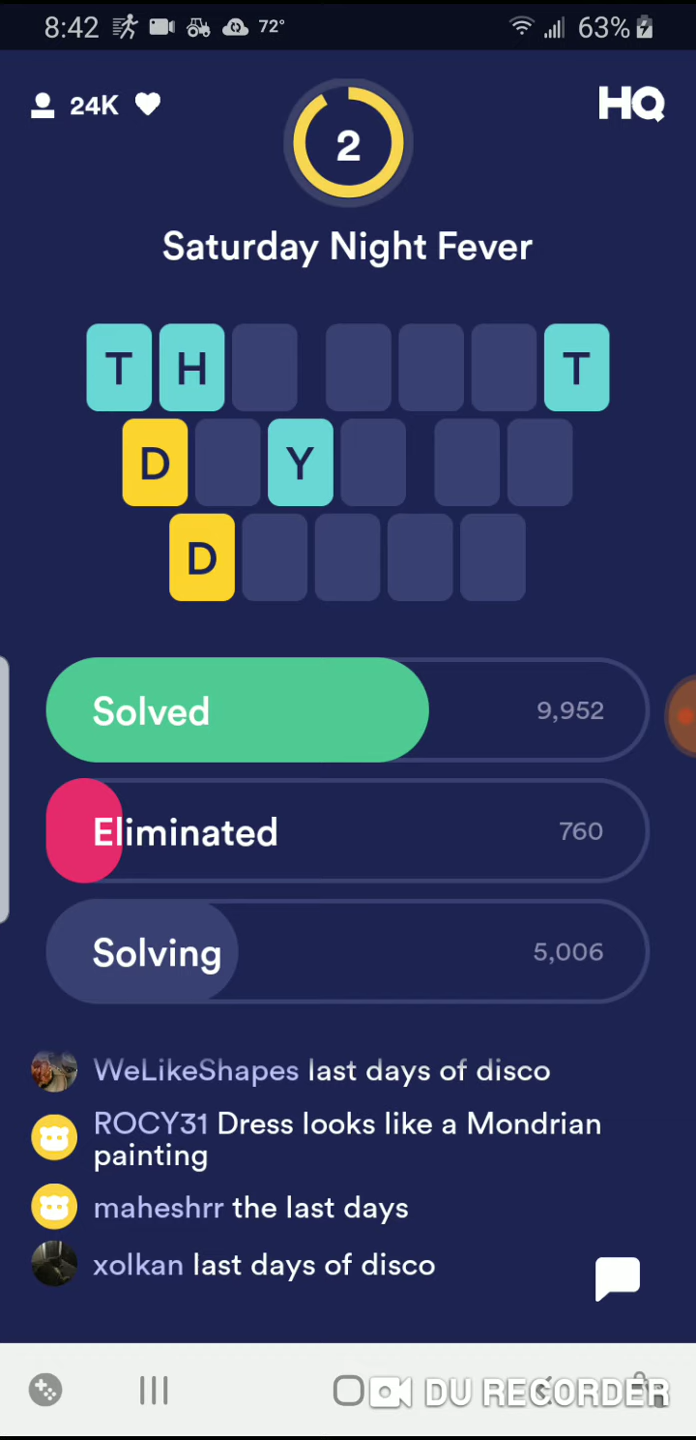 8:42 72° 63%
24K 2 HQ
Saturday Night Fever
T H T
D Y
D
Solved 9,952
Eliminated 760
Solving 5,006
WeLikeShapes last days of disco
ROCY31 Dress looks like a Mondrian
painting
maheshrr the last days
xolkan last days of disco
DU RECORDER